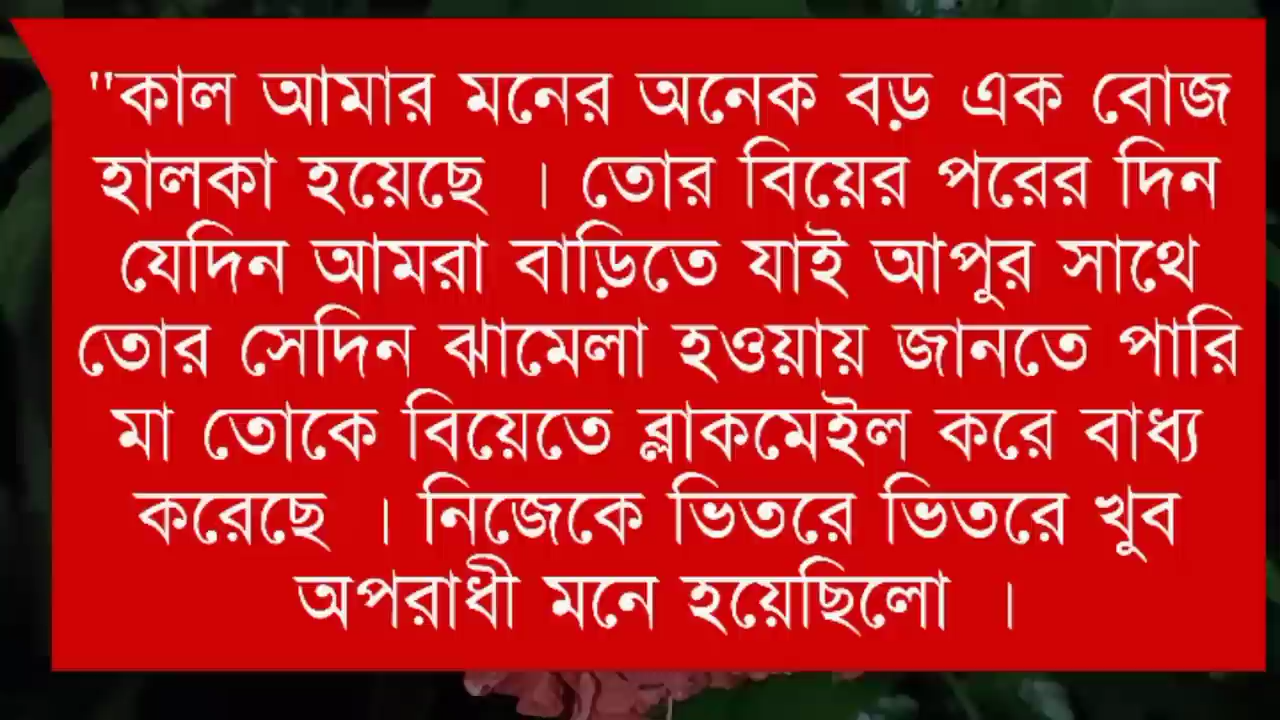 "কাল আমার মনের অনেক বড় এক বোজ
হালকা হয়েছে । তোর বিয়ের পরের দিন
যেদিন আমরা বাড়িতে যাই আপুর সাথে
তোর সেদিন ঝামেলা হওয়ায় জানতে পারি
মা তোকে বিয়েতে ব্লাকমেইল করে বাধ্য
করেছে । নিজেকে ভিতরে ভিতরে খুব
অপরাধী মনে হয়েছিলো ।